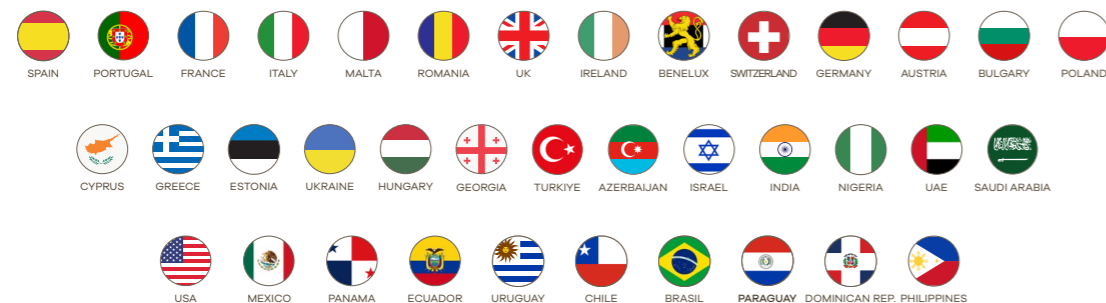 SPAIN PORTUGAL FRANCE ITALY MALTA ROMANIA UK IRELAND BENELUX SWITZERLAND GERMANY AUSTRIA BULGARY POLAND
CYPRUS GREECE ESTONIA UKRAINE HUNGARY GEORGIA TURKIYE AZERBAIJAN ISRAEL INDIA NIGERIA UAE SAUDI ARABIA
USA MEXICO PANAMA ECUADOR URUGUAY CHILE BRASIL PARAGUAY DOMINICAN REP. PHILIPPINES